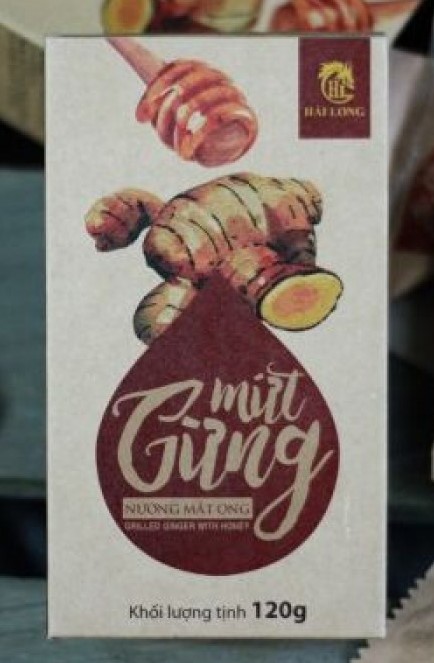 HẢI LONG
mứt
Gừng
NƯỚNG MẬT ONG
GRILLED GINGER WITH HONEY
Khối lượng tịnh 120g